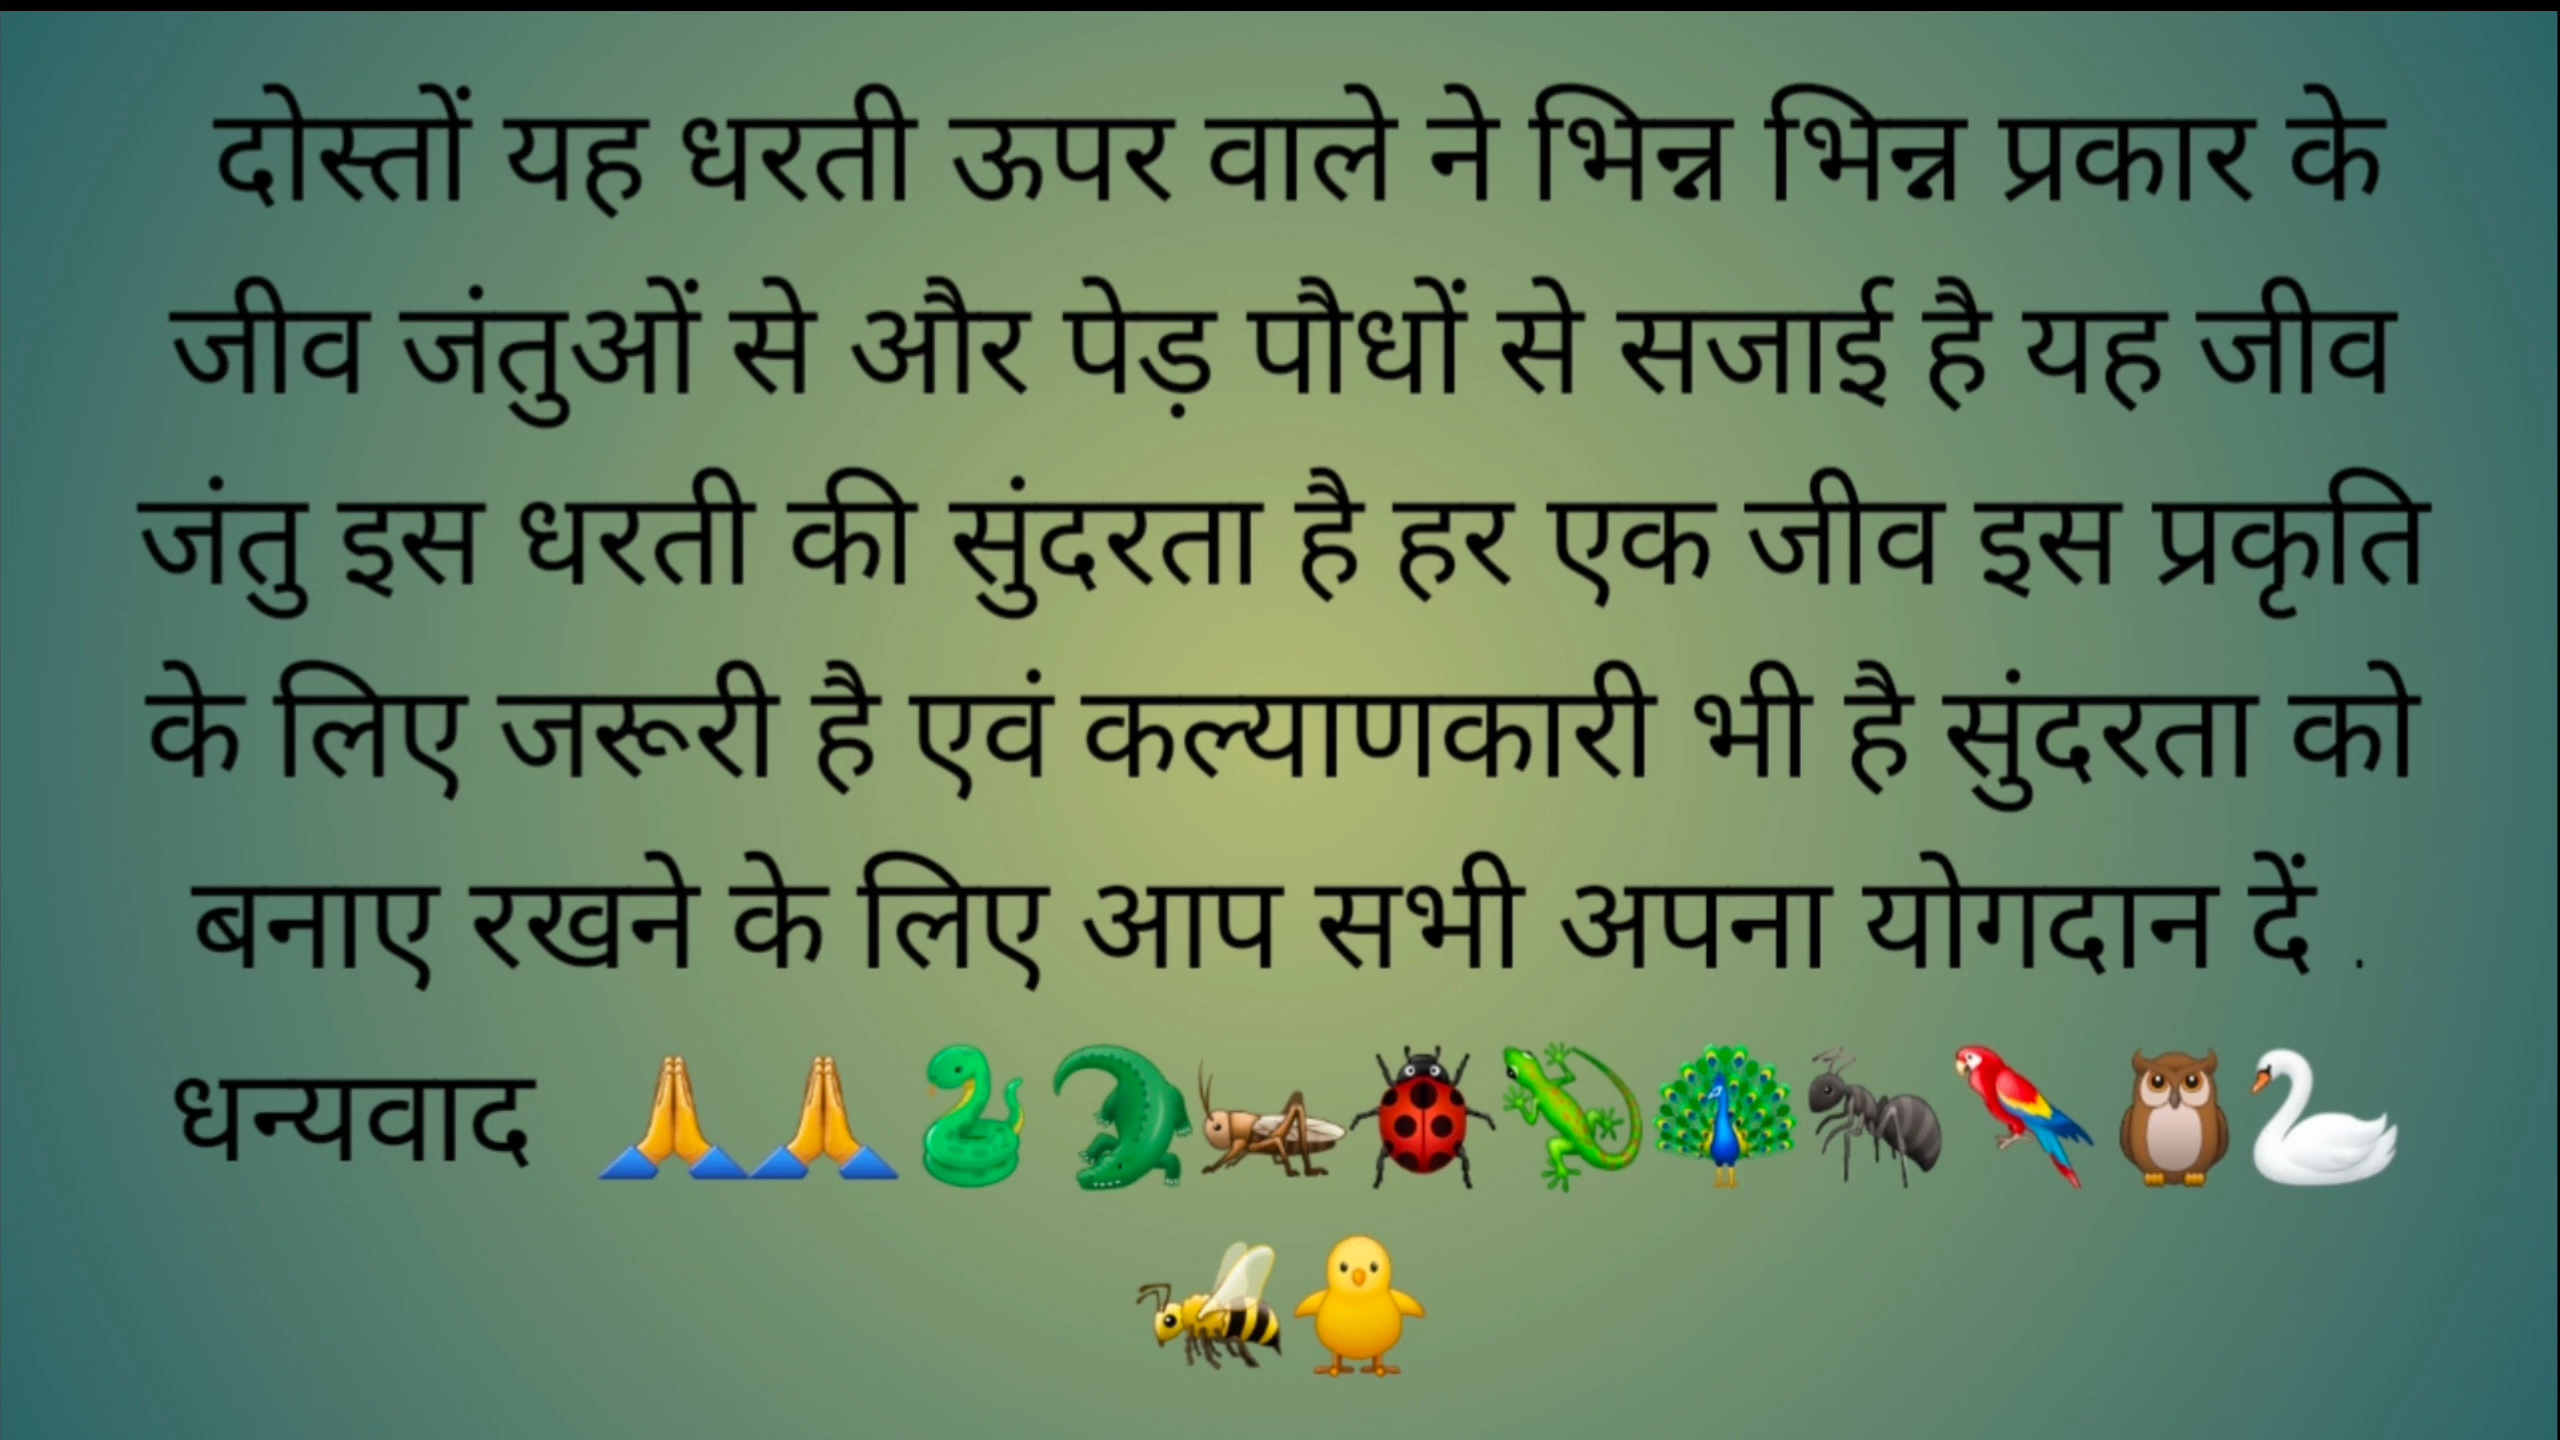 दोस्तों यह धरती ऊपर वाले ने भिन्न भिन्न प्रकार के
जीव जंतुओं से और पेड़ पौधों से सजाई है यह जीव
जंतु इस धरती की सुंदरता है हर एक जीव इस प्रकृति
के लिए जरूरी है एवं कल्याणकारी भी है सुंदरता को
बनाए रखने के लिए आप सभी अपना योगदान दें .
धन्यवाद 🙏🙏🐍🐊🦗🐞🦎🦚🐜🦜🦉🦢
🐝🐥